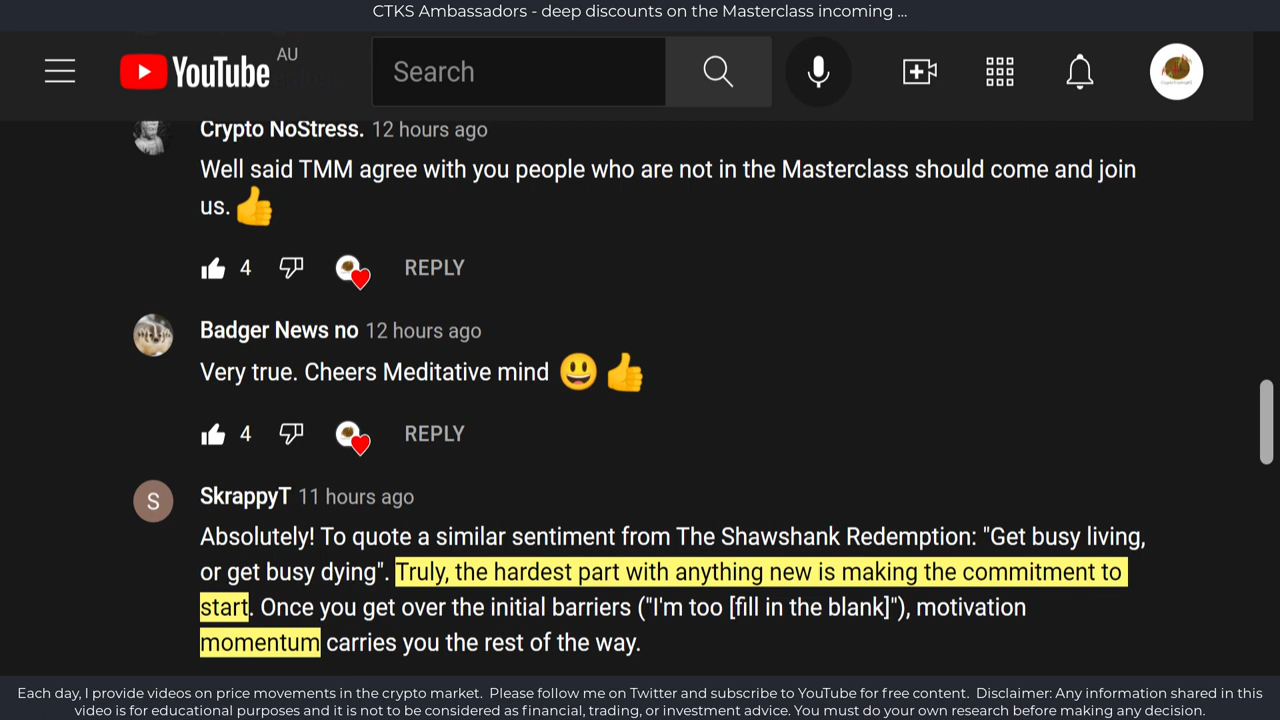 CTKS Ambassadors - deep discounts on the Masterclass incoming ...
YouTube AU
Search
Crypto NoStress. 12 hours ago
Well said TMM agree with you people who are not in the Masterclass should come and join
us. 👍
4 REPLY
Badger News no 12 hours ago
Very true. Cheers Meditative mind 😃 👍
4 REPLY
S
SkrappyT 11 hours ago
Absolutely! To quote a similar sentiment from The Shawshank Redemption: "Get busy living,
or get busy dying". Truly, the hardest part with anything new is making the commitment to
start. Once you get over the initial barriers ("I'm too [fill in the blank]"), motivation
momentum carries you the rest of the way.
Each day, I provide videos on price movements in the crypto market. Please follow me on Twitter and subscribe to YouTube for free content. Disclaimer: Any information shared in this
video is for educational purposes and it is not to be considered as financial, trading, or investment advice. You must do your own research before making any decision.